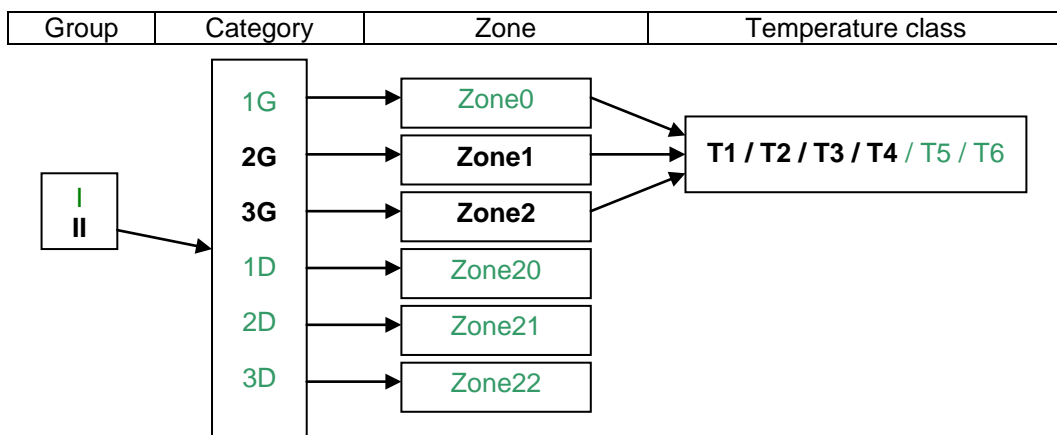 Group Category Zone Temperature class
1G Zone0
2G Zone1 T1 / T2 / T3 / T4 / T5 / T6
I
II
3G Zone2
1D Zone20
2D Zone21
3D Zone22